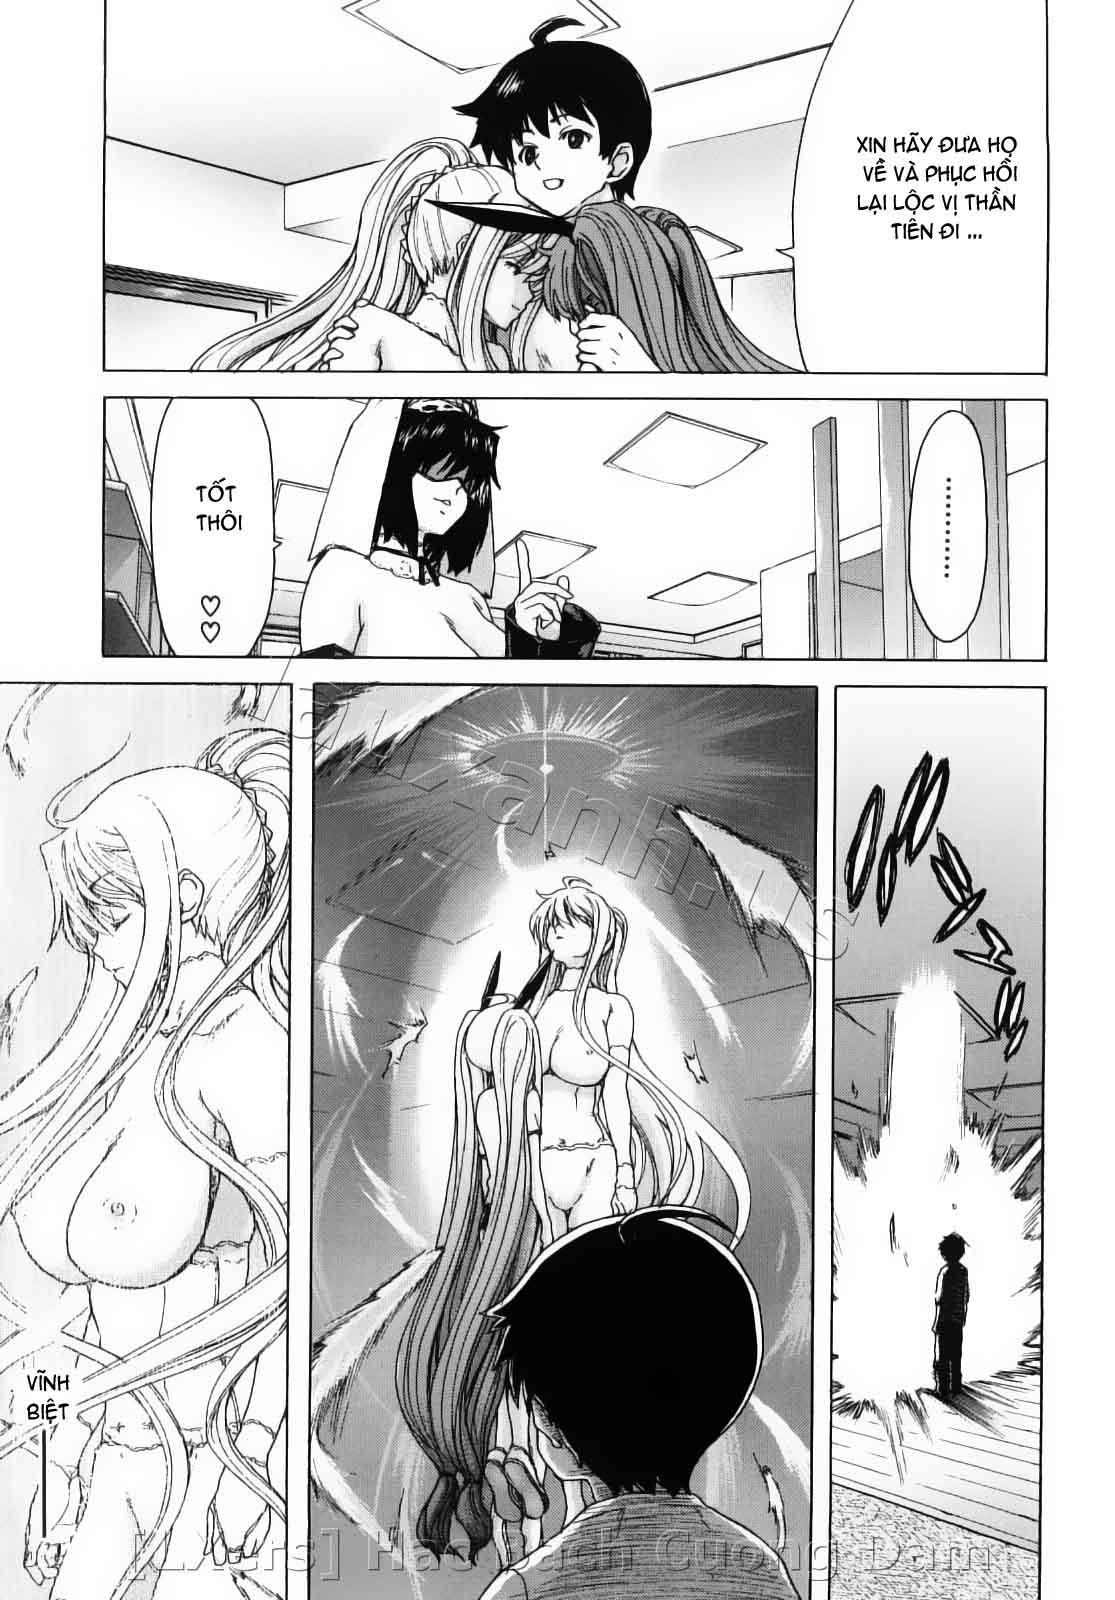 XIN HÃY ĐƯA HỌ
VỀ VÀ PHỤC HỒI
LẠI LỘC VỊ THẦN
TIÊN ĐI ...
..........
TỐT
THÔI
♡
♡
VĨNH
BIỆT